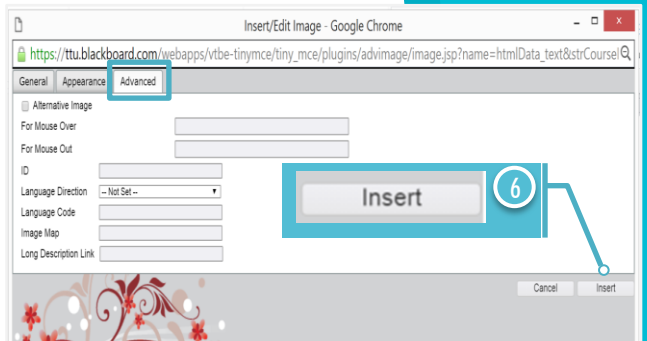 Insert/Edit Image - Google Chrome
https://ttu.blackboard.com/webapps/vtbe-tinymce/tiny_mce/plugins/advimage/image.jsp?name=htmlData_text&strCourseI
General Appearance Advanced
Alternative Image
For Mouse Over
For Mouse Out
ID
Language Direction -- Not Set --
Language Code
Image Map
Long Description Link
Insert 6
Cancel Insert